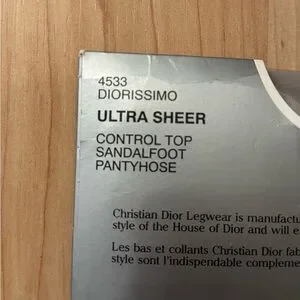 4533
DIORISSIMO
ULTRA SHEER
CONTROL TOP
SANDALFOOT
PANTYHOSE
Christian Dior Legwear is manufactu
style of the House of Dior and will e
Les bas et collants Christian Dior fab
style sont l'indispendable compleme